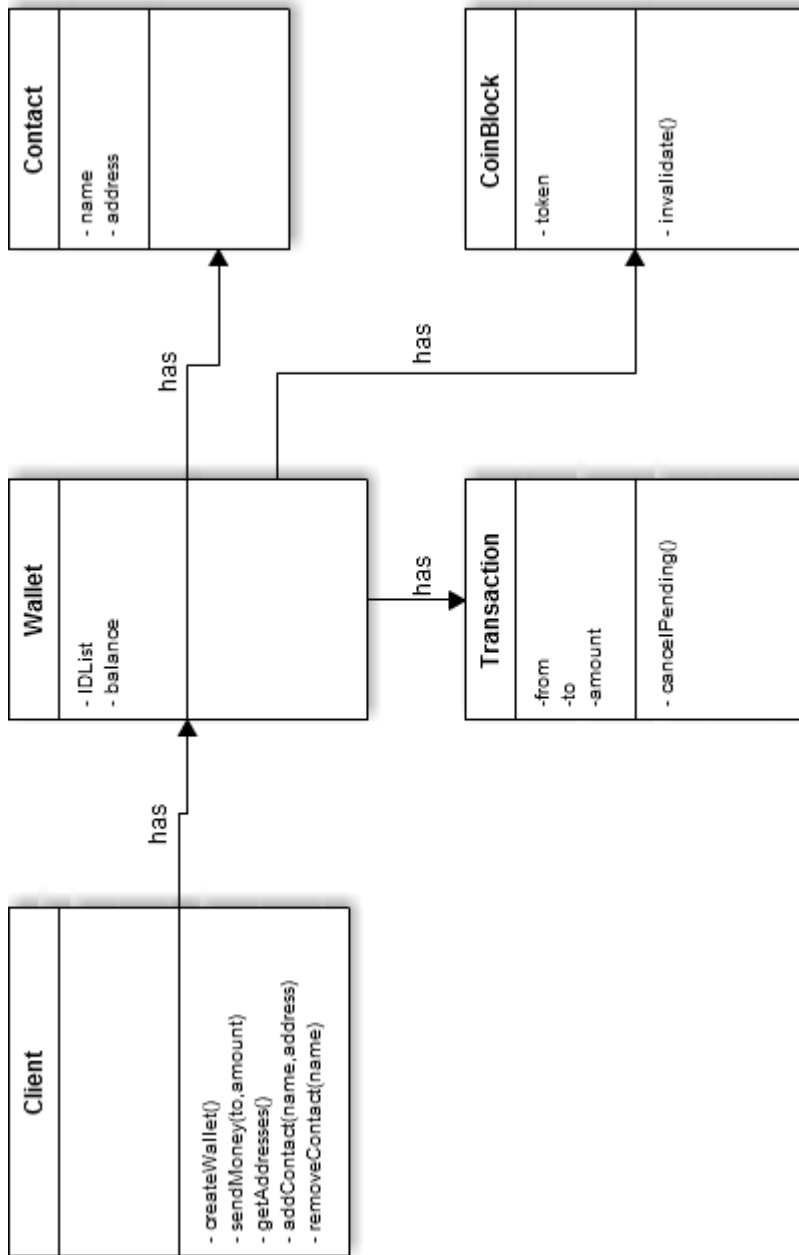 Client
- createWallet()
- sendMoney(to,amount)
- getAddresses()
- addContact(name,address)
- removeContact(name)
has
Wallet
- IDList
- balance
has
Contact
- name
- address
has
Transaction
-from
-to
-amount
- cancelPending()
has
CoinBlock
- token
- invalidate()